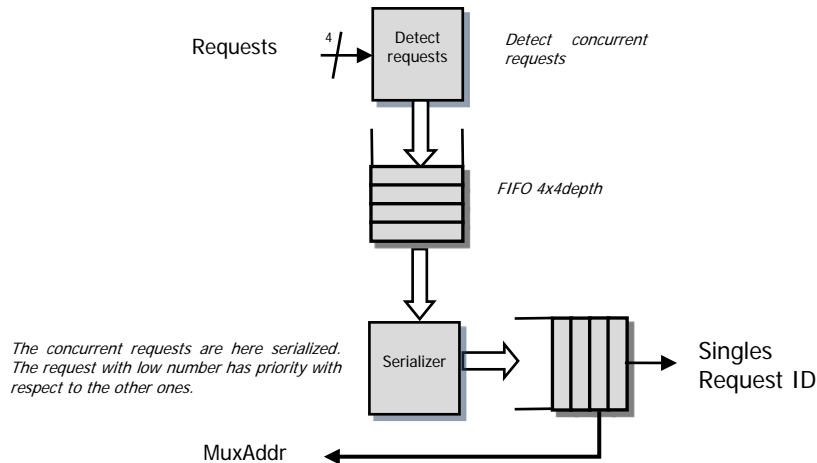 Requests
4
Detect
requests
Detect concurrent
requests
FIFO 4x4depth
The concurrent requests are here serialized.
The request with low number has priority with
respect to the other ones.
Serializer
Singles
Request ID
MuxAddr